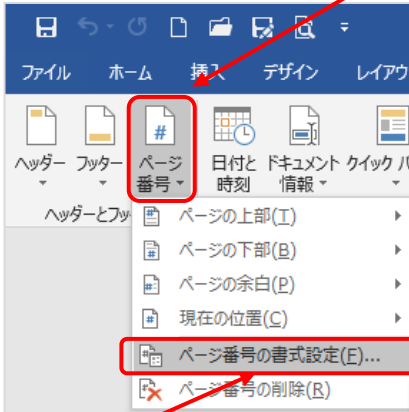 ファイル ホーム 挿入 デザイン レイアウ
ヘッダー フッター ページ番号 日付と時刻 ドキュメント情報 クイック パ
ヘッダーとフッ
ページの上部(T)
ページの下部(B)
ページの余白(P)
現在の位置(C)
ページ番号の書式設定(F)...
ページ番号の削除(R)